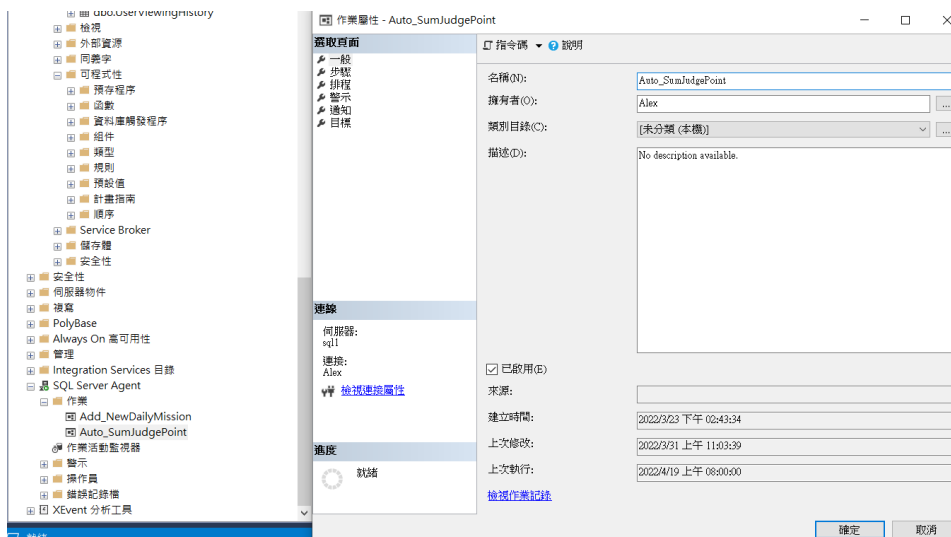 dbo.UserViewingHistory
檢視
外部資源
同義字
可程式性
預存程序
函數
資料庫觸發程序
組件
類型
規則
預設值
計畫指南
順序
Service Broker
儲存體
安全性
安全性
伺服器物件
複寫
PolyBase
Always On 高可用性
管理
Integration Services 目錄
SQL Server Agent
作業
Add_NewDailyMission
Auto_SumJudgePoint
作業活動監視器
警示
操作員
錯誤記錄檔
XEvent 分析工具
就緒
作業屬性 - Auto_SumJudgePoint
選取頁面
一般
步驟
排程
警示
通知
目標
連線
伺服器:
sql1
連接:
Alex
檢視連接屬性
進度
就緒
指令碼 說明
名稱(N): Auto_SumJudgePoint
擁有者(O): Alex ...
類別目錄(C): [未分類 (本機)] ...
描述(D): No description available.
已啟用(E)
來源:
建立時間: 2022/3/23 下午 02:43:34
上次修改: 2022/3/31 上午 11:03:39
上次執行: 2022/4/19 上午 08:00:00
檢視作業記錄
確定 取消